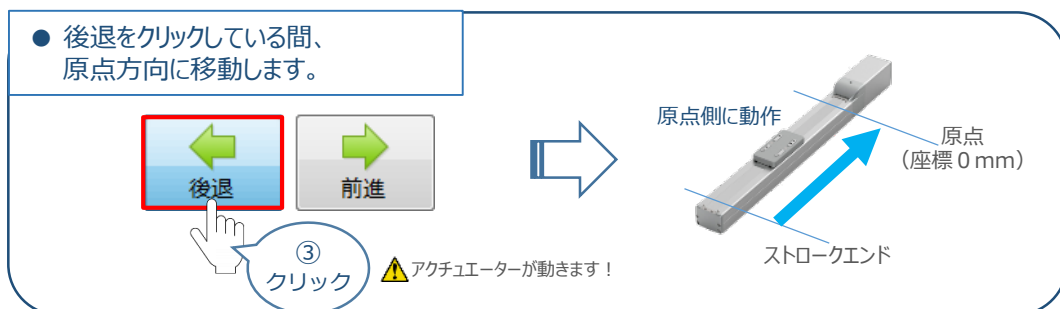 ● 後退をクリックしている間、
原点方向に移動します。
後退
前進
③
クリック
アクチュエーターが動きます！
原点側に動作
原点
（座標０mm）
ストロークエンド